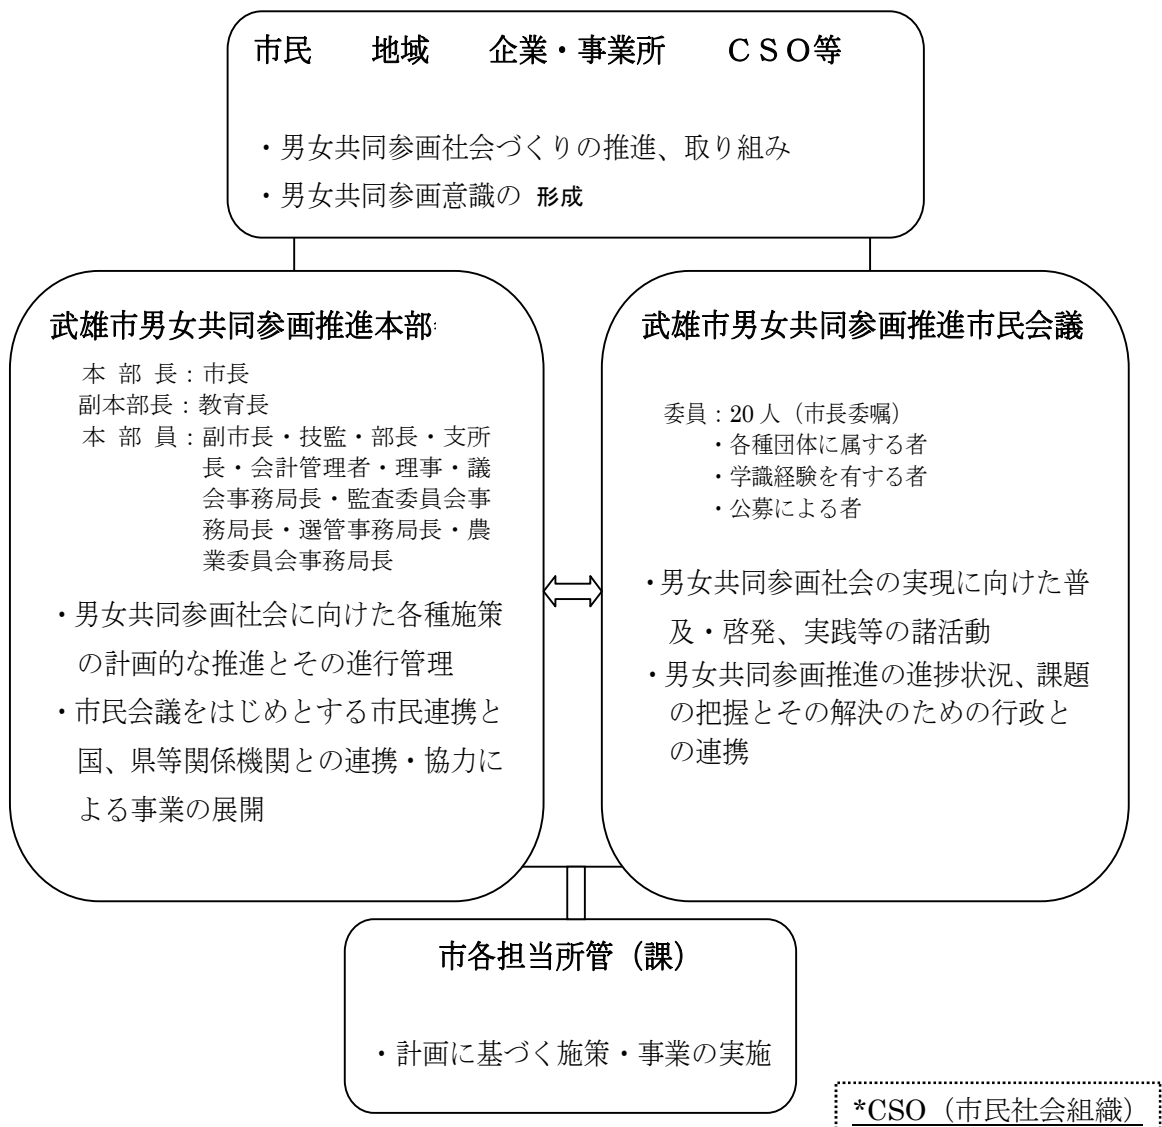 市民　　地域　　企業・事業所　　ＣＳＯ等
・男女共同参画社会づくりの推進、取り組み
・男女共同参画意識の 形成
武雄市男女共同参画推進本部
本 部 長：市長
副本部長：教育長
本 部 員：副市長・技監・部長・支所
長・会計管理者・理事・議
会事務局長・監査委員会事
務局長・選管事務局長・農
業委員会事務局長
・男女共同参画社会に向けた各種施策
の計画的な推進とその進行管理
・市民会議をはじめとする市民連携と
国、県等関係機関との連携・協力に
よる事業の展開
武雄市男女共同参画推進市民会議
委員：20 人（市長委嘱）
・各種団体に属する者
・学識経験を有する者
・公募による者
・男女共同参画社会の実現に向けた普
及・啓発、実践等の諸活動
・男女共同参画推進の進捗状況、課題
の把握とその解決のための行政と
の連携
市各担当所管（課）
・計画に基づく施策・事業の実施
*CSO（市民社会組織）